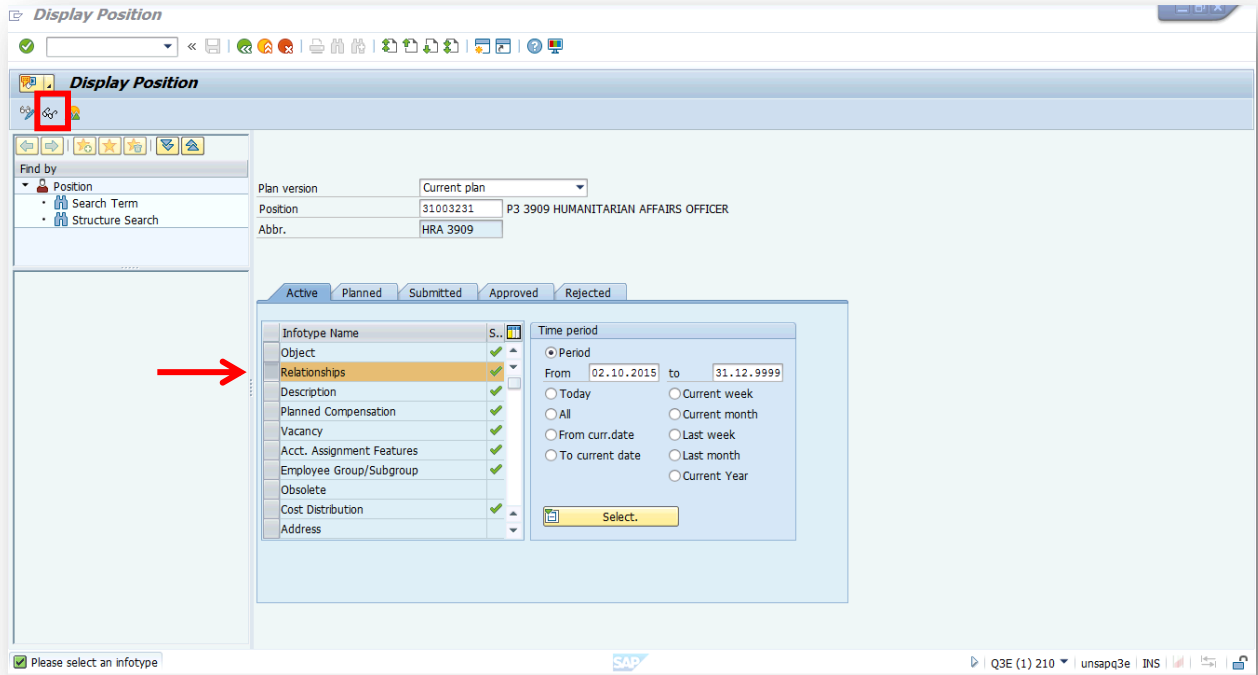 Display Position
Display Position
Find by
Position
Search Term
Structure Search
Plan version Current plan
Position 31003231 P3 3909 HUMANITARIAN AFFAIRS OFFICER
Abbr. HRA 3909
Active Planned Submitted Approved Rejected
Infotype Name S..
Object
Relationships
Description
Planned Compensation
Vacancy
Acct. Assignment Features
Employee Group/Subgroup
Obsolete
Cost Distribution
Address
Time period
Period
From 02.10.2015 to 31.12.9999
Today Current week
All Current month
From curr.date Last week
To current date Last month
Current Year
Select.
Please select an infotype
SAP
Q3E (1) 210 unsapq3e INS